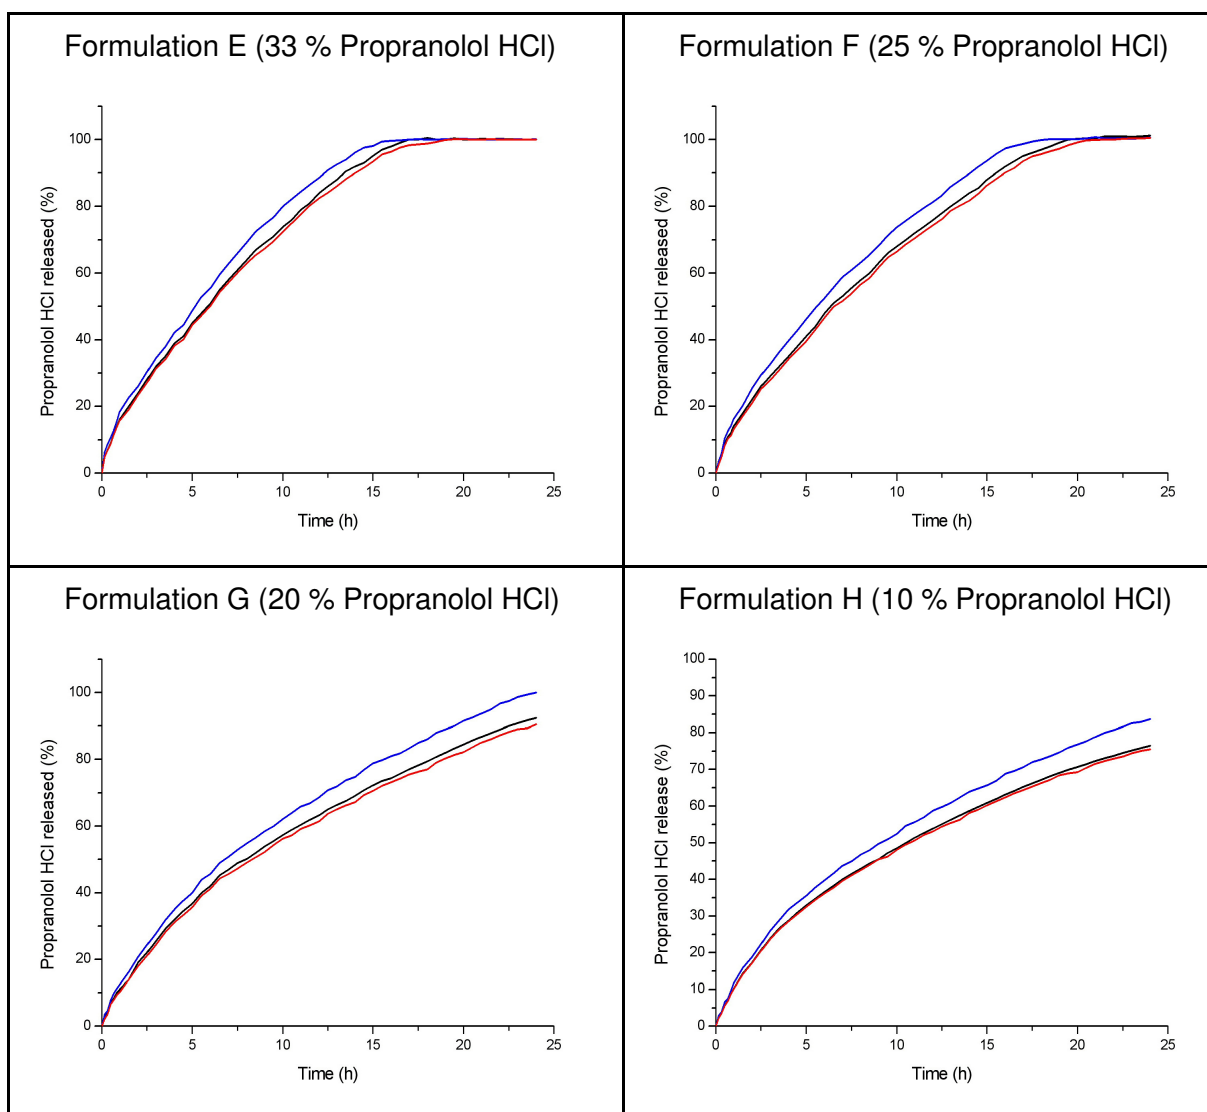 Formulation E (33 % Propranolol HCl)
Propranolol HCl released (%)
100
80
60
40
20
0
0 5 10 15 20 25
Time (h)
Formulation F (25 % Propranolol HCl)
Propranolol HCl released (%)
100
80
60
40
20
0
0 5 10 15 20 25
Time (h)
Formulation G (20 % Propranolol HCl)
Propranolol HCl released (%)
100
80
60
40
20
0
0 5 10 15 20 25
Time (h)
Formulation H (10 % Propranolol HCl)
Propranolol HCl release (%)
100
90
80
70
60
50
40
30
20
10
0
0 5 10 15 20 25
Time (h)